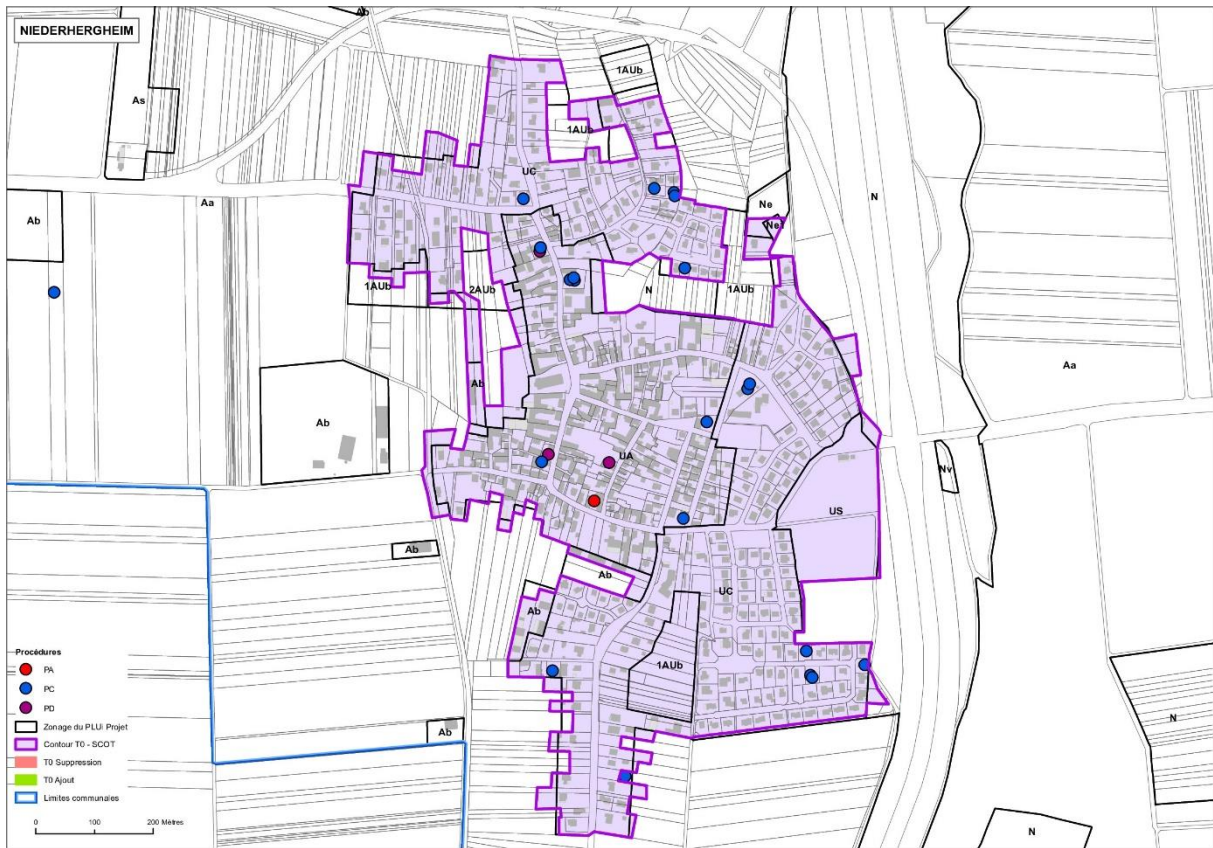 NIEDERHERGHEIM
Ab
1AUb
As
1AUb
UC
Aa
Ab
Ne
Ne1
N
1AUb
2AUb
N
1AUb
Aa
Ab
Ab
UA
Nv
US
Ab
Ab
Ab
UC
1AUb
N
Ab
N
Procédures
PA
PC
PD
Zonage du PLUi Projet
Contour T0 - SCOT
T0 Suppression
T0 Ajout
Limites communales
0 100 200 Mètres